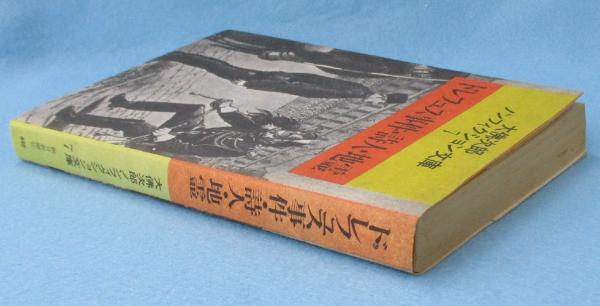 大佛次郎
ノンフィクション文庫
7
ドレフュス事件・詩人・地霊
ドレフュス事件・詩人・地霊
大佛次郎ノンフィクション文庫
7